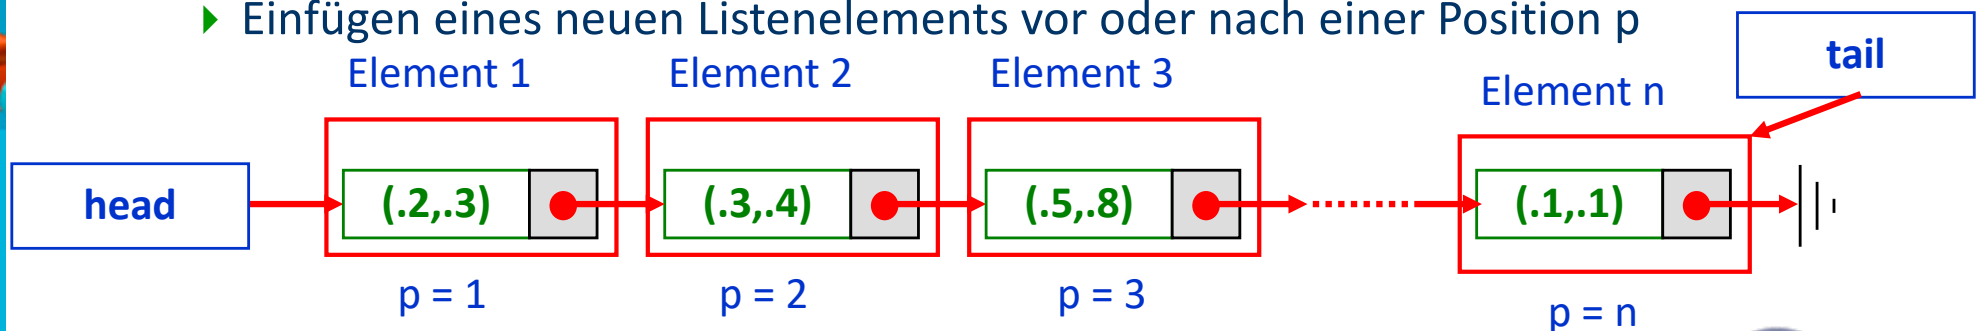 Einfügen eines neuen Listenelements vor oder nach einer Position p
tail
Element 1 Element 2 Element 3 Element n
head (.2,.3) (.3,.4) (.5,.8) (.1,.1)
p = 1 p = 2 p = 3 p = n